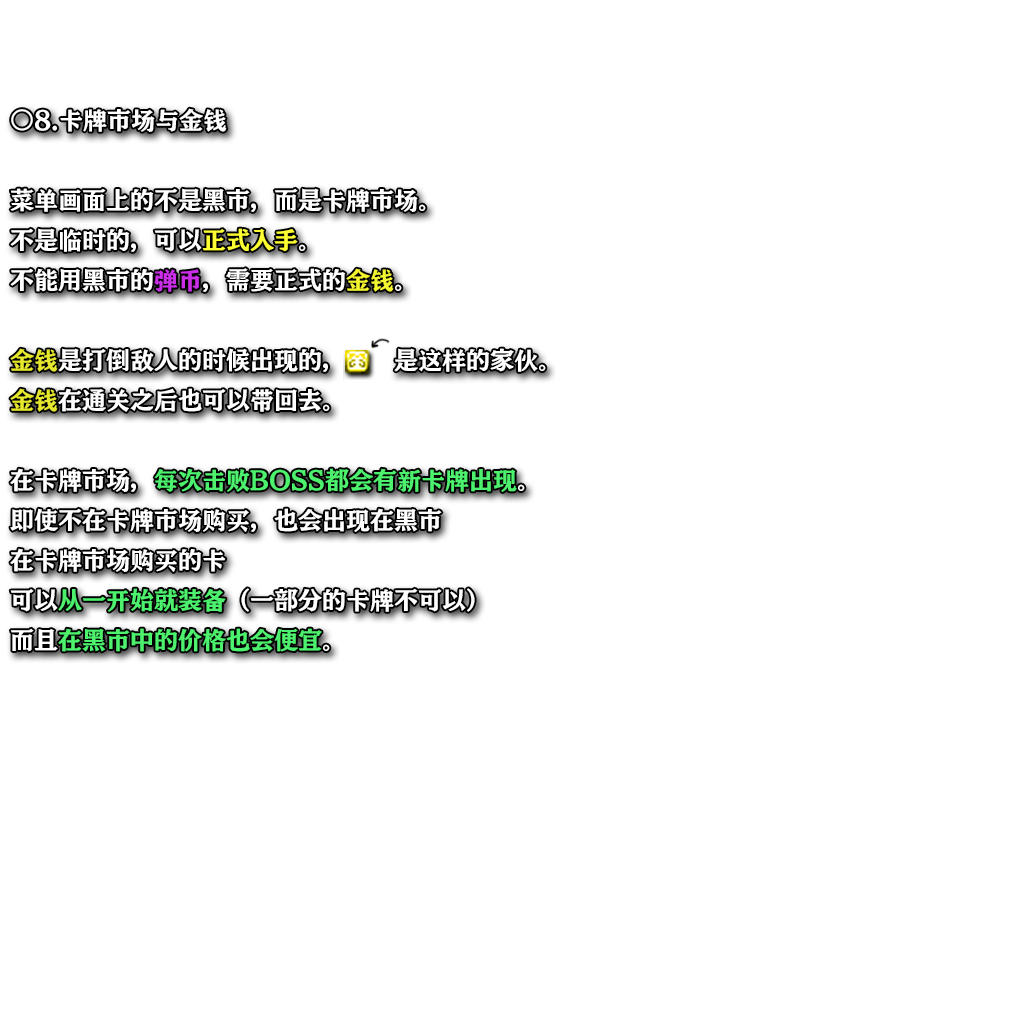 ◎8.卡牌市场与金钱
菜单画面上的不是黑市，而是卡牌市场。
不是临时的，可以正式入手。
不能用黑市的弹币，需要正式的金钱。
金钱是打倒敌人的时候出现的，是这样的家伙。
金钱在通关之后也可以带回去。
在卡牌市场，每次击败BOSS都会有新卡牌出现。
即使不在卡牌市场购买，也会出现在黑市
在卡牌市场购买的卡
可以从一开始就装备（一部分的卡牌不可以）
而且在黑市中的价格也会便宜。